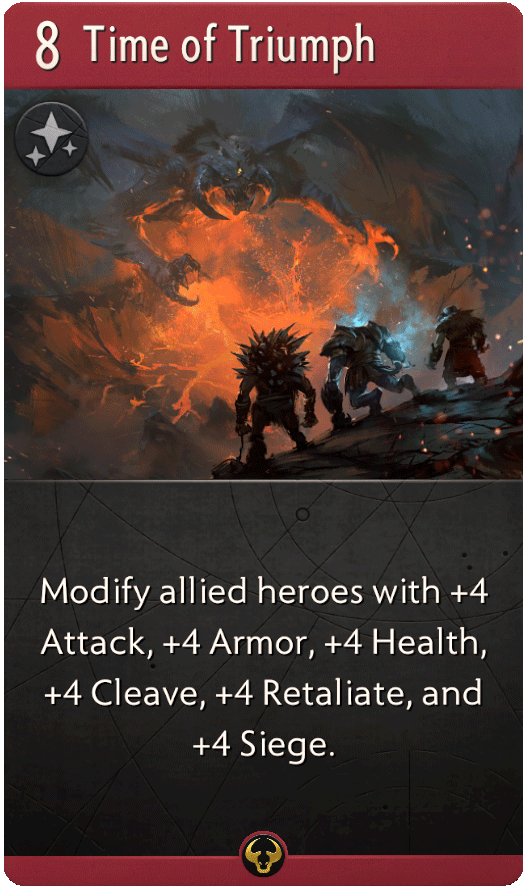 8 Time of Triumph
Modify allied heroes with +4
Attack, +4 Armor, +4 Health,
+4 Cleave, +4 Retaliate, and
+4 Siege.